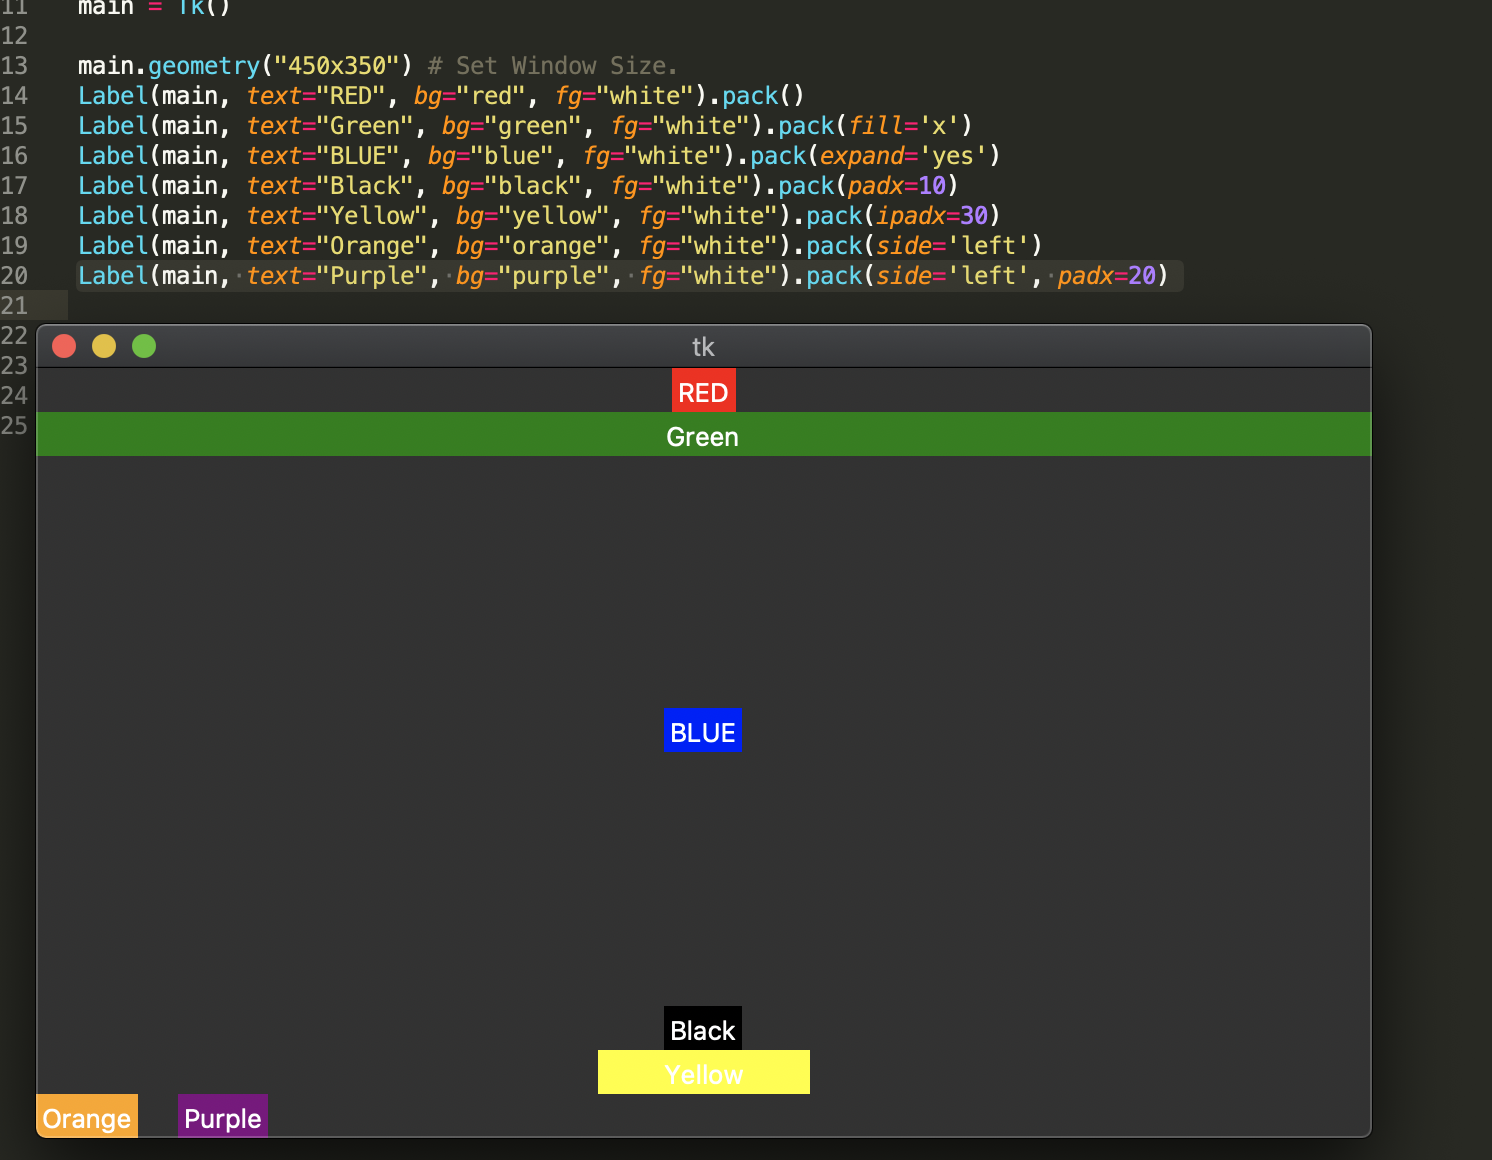 11 main = Tk()
12
13 main.geometry("450x350") # Set Window Size.
14 Label(main, text="RED", bg="red", fg="white").pack()
15 Label(main, text="Green", bg="green", fg="white").pack(fill='x')
16 Label(main, text="BLUE", bg="blue", fg="white").pack(expand='yes')
17 Label(main, text="Black", bg="black", fg="white").pack(padx=10)
18 Label(main, text="Yellow", bg="yellow", fg="white").pack(ipadx=30)
19 Label(main, text="Orange", bg="orange", fg="white").pack(side='left')
20 Label(main, text="Purple", bg="purple", fg="white").pack(side='left', padx=20)
21
22
23
24
25
tk
RED
Green
BLUE
Black
Yellow
Orange Purple